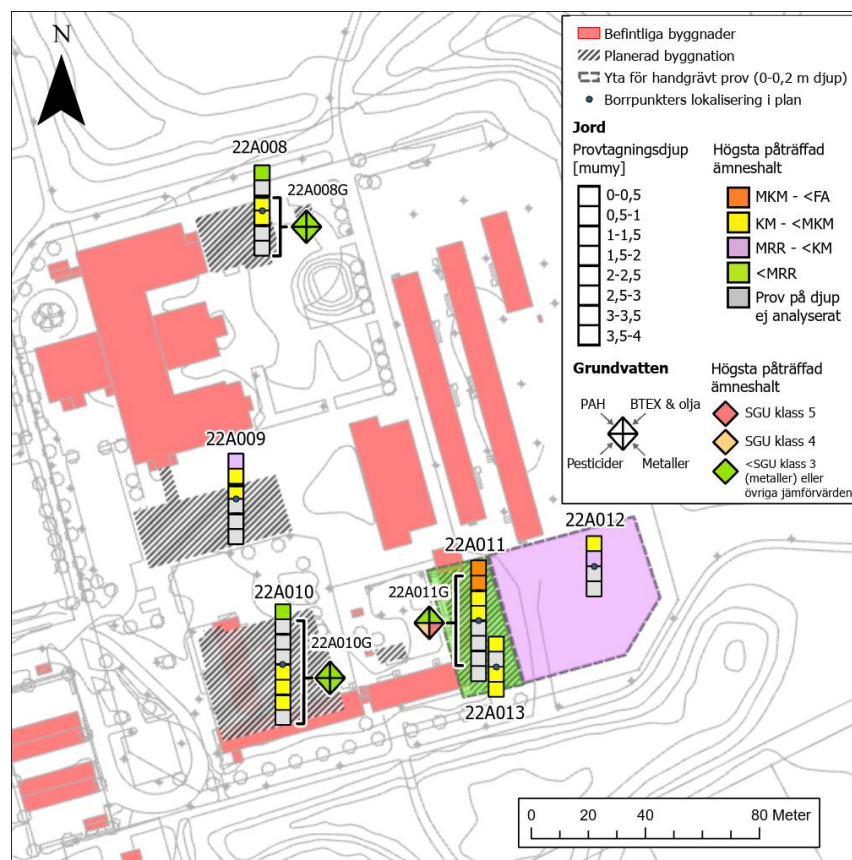 N
22A008
22A008G
22A009
22A010
22A010G
22A011
22A011G
22A012
22A013
Befintliga byggnader
Planerad byggnation
Yta för handgrävt prov (0-0,2 m djup)
Borrpunkters lokalisering i plan
Jord
Provtagningsdjup
[mumy]
0-0,5
0,5-1
1-1,5
1,5-2
2-2,5
2,5-3
3-3,5
3,5-4
Högsta påträffad
ämneshalt
MKM - <FA
KM - <MKM
MRR - <KM
<MRR
Prov på djup
ej analyserat
Grundvatten
PAH
BTEX & olja
Pesticider
Metaller
Högsta påträffad
ämneshalt
SGU klass 5
SGU klass 4
<SGU klass 3
(metaller) eller
övriga jämförvärden
0 20 40 80 Meter